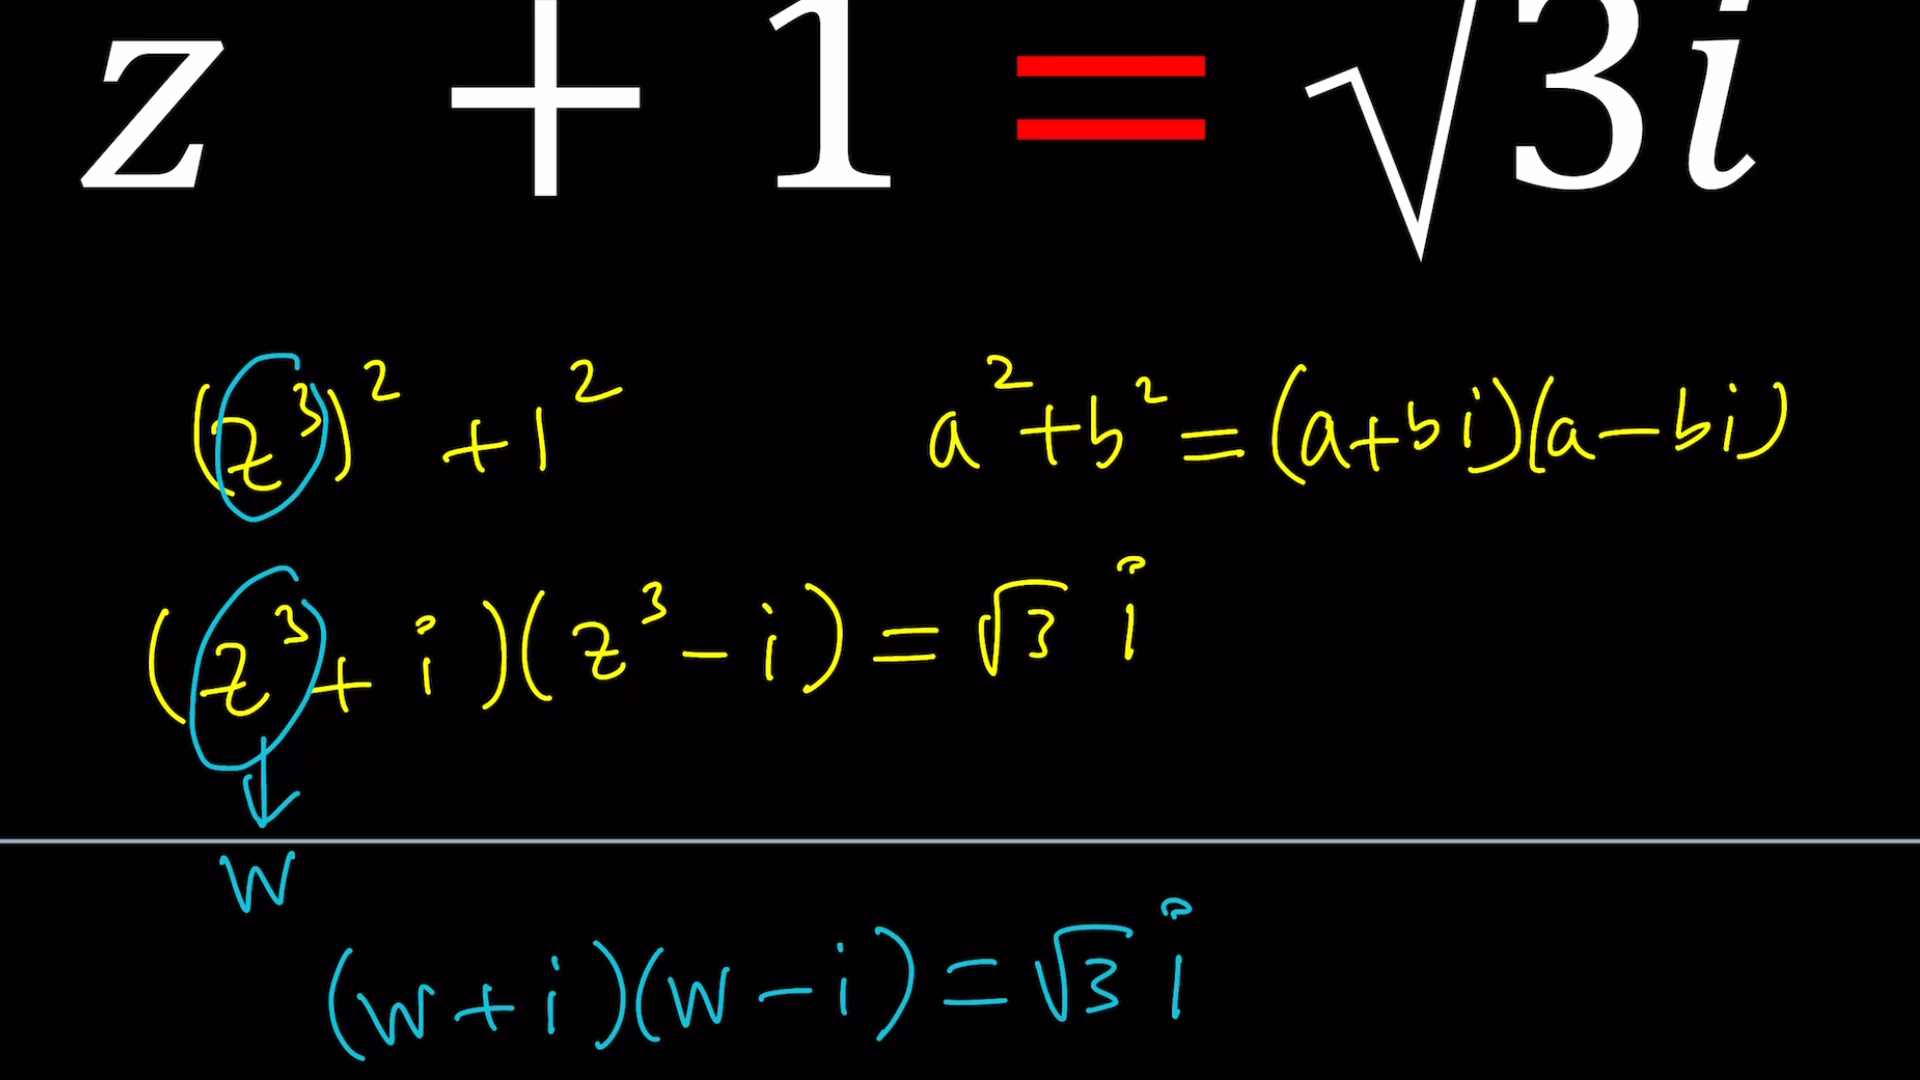 z + 1 = √3i
(z³)² + 1² a² + b² = (a + bi)(a − bi)
(z³ + i)(z³ − i) = √3 i
w
(w + i)(w − i) = √3 i